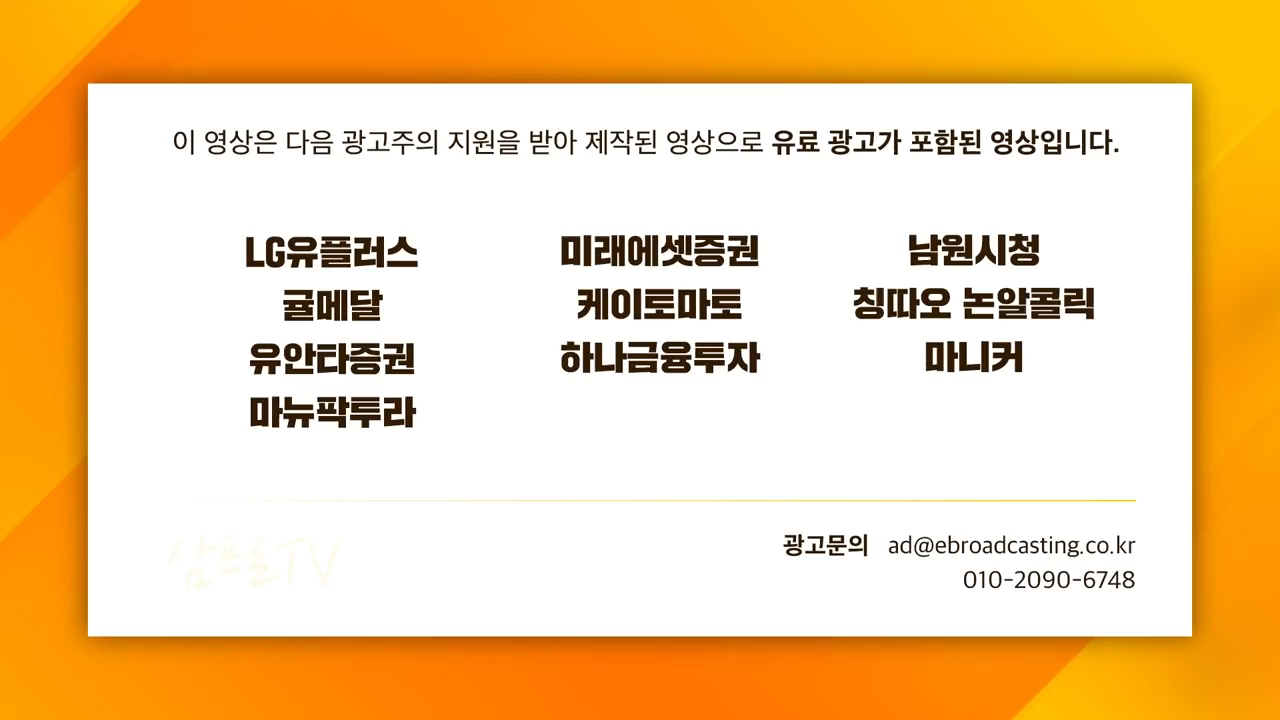 이 영상은 다음 광고주의 지원을 받아 제작된 영상으로 유료 광고가 포함된 영상입니다.
LG유플러스
귤메달
유안타증권
마뉴팍투라
미래에셋증권
케이토마토
하나금융투자
남원시청
칭따오 논알콜릭
마니커
삼프로TV
광고문의 ad@ebroadcasting.co.kr
010-2090-6748